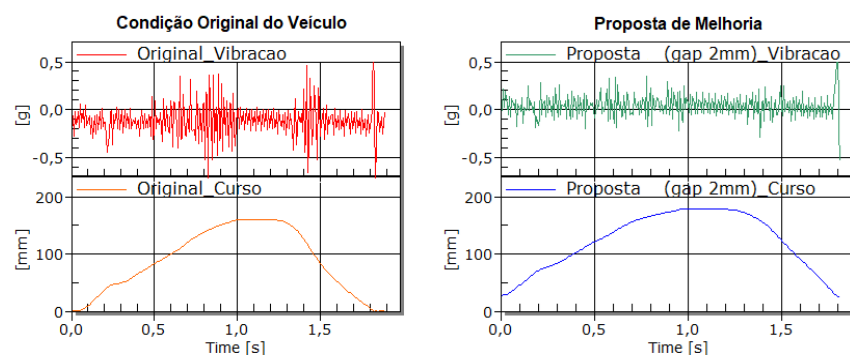 Condição Original do Veículo
Original_Vibracao
0,5
0,0
-0,5
[g]
Original_Curso
200
100
0
[mm]
0,0 0,5 1,0 1,5
Time [s]
Proposta de Melhoria
Proposta (gap 2mm)_Vibracao
0,5
0,0
-0,5
[g]
Proposta (gap 2mm)_Curso
200
100
0
[mm]
0,0 0,5 1,0 1,5
Time [s]